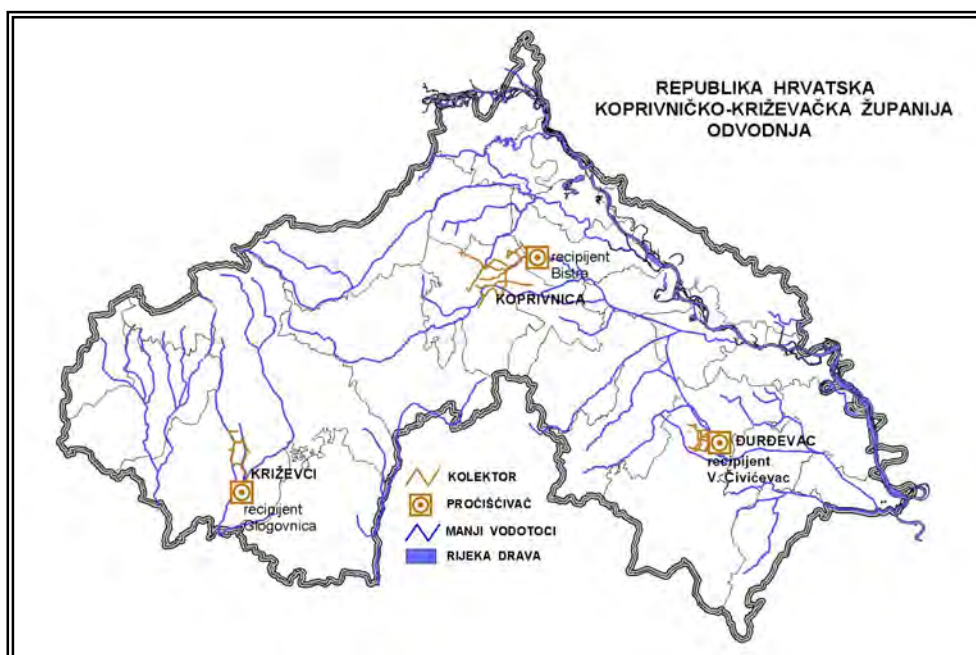 REPUBLIKA HRVATSKA
KOPRIVNIČKO-KRIŽEVAČKA ŽUPANIJA
ODVODNJA
recipijent
Bistra
KOPRIVNICA
KRIŽEVCI
recipijent
Glogovnica
ĐURĐEVAC
recipijent
V. Čivićevac
KOLEKTOR
PROČIŠĆIVAČ
MANJI VODOTOCI
RIJEKA DRAVA